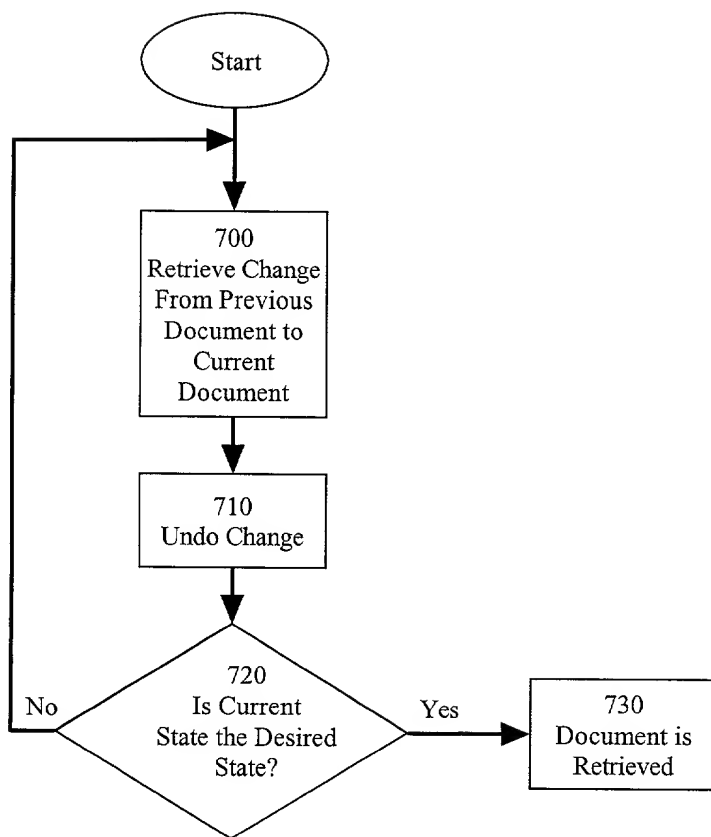 Start
700
Retrieve Change
From Previous
Document to
Current
Document
710
Undo Change
720
Is Current
State the Desired
State?
No
Yes
730
Document is
Retrieved